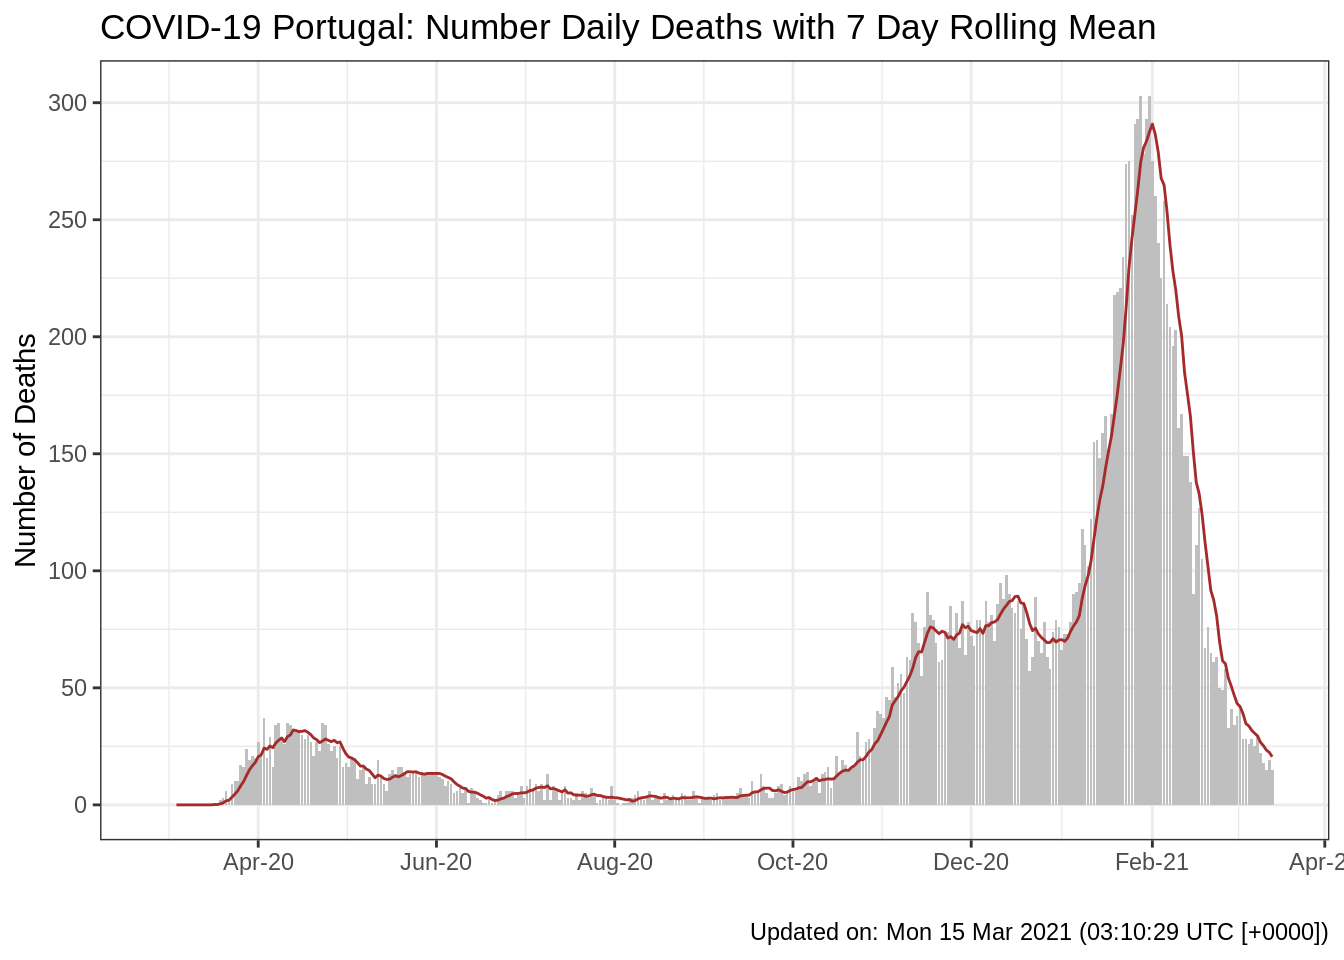 COVID-19 Portugal: Number Daily Deaths with 7 Day Rolling Mean
Number of Deaths
300
250
200
150
100
50
0
Apr-20 Jun-20 Aug-20 Oct-20 Dec-20 Feb-21 Apr-2
Updated on: Mon 15 Mar 2021 (03:10:29 UTC [+0000])